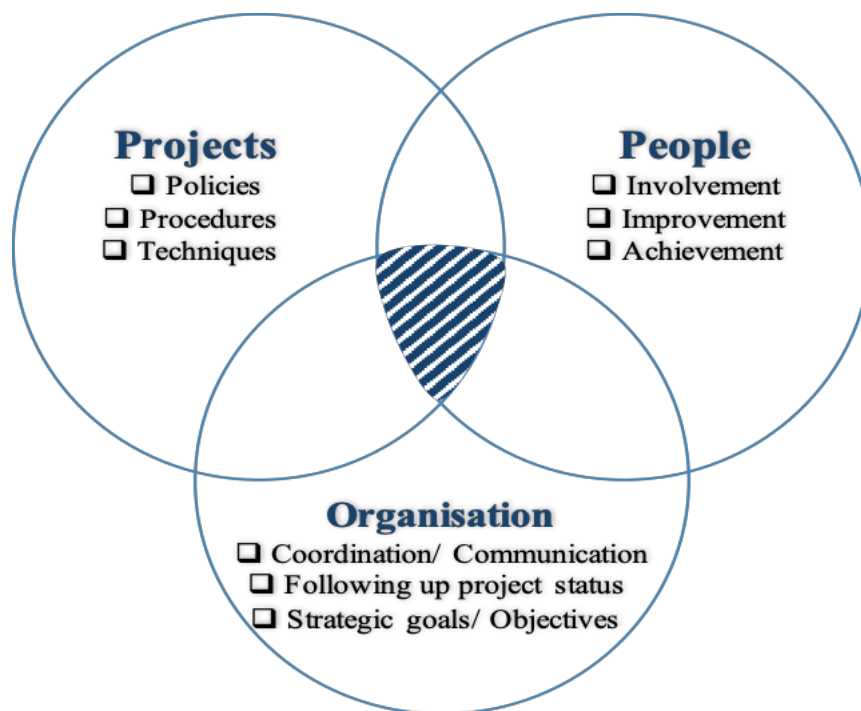 Projects
❑ Policies
❑ Procedures
❑ Techniques
People
❑ Involvement
❑ Improvement
❑ Achievement
Organisation
❑ Coordination/ Communication
❑ Following up project status
❑ Strategic goals/ Objectives